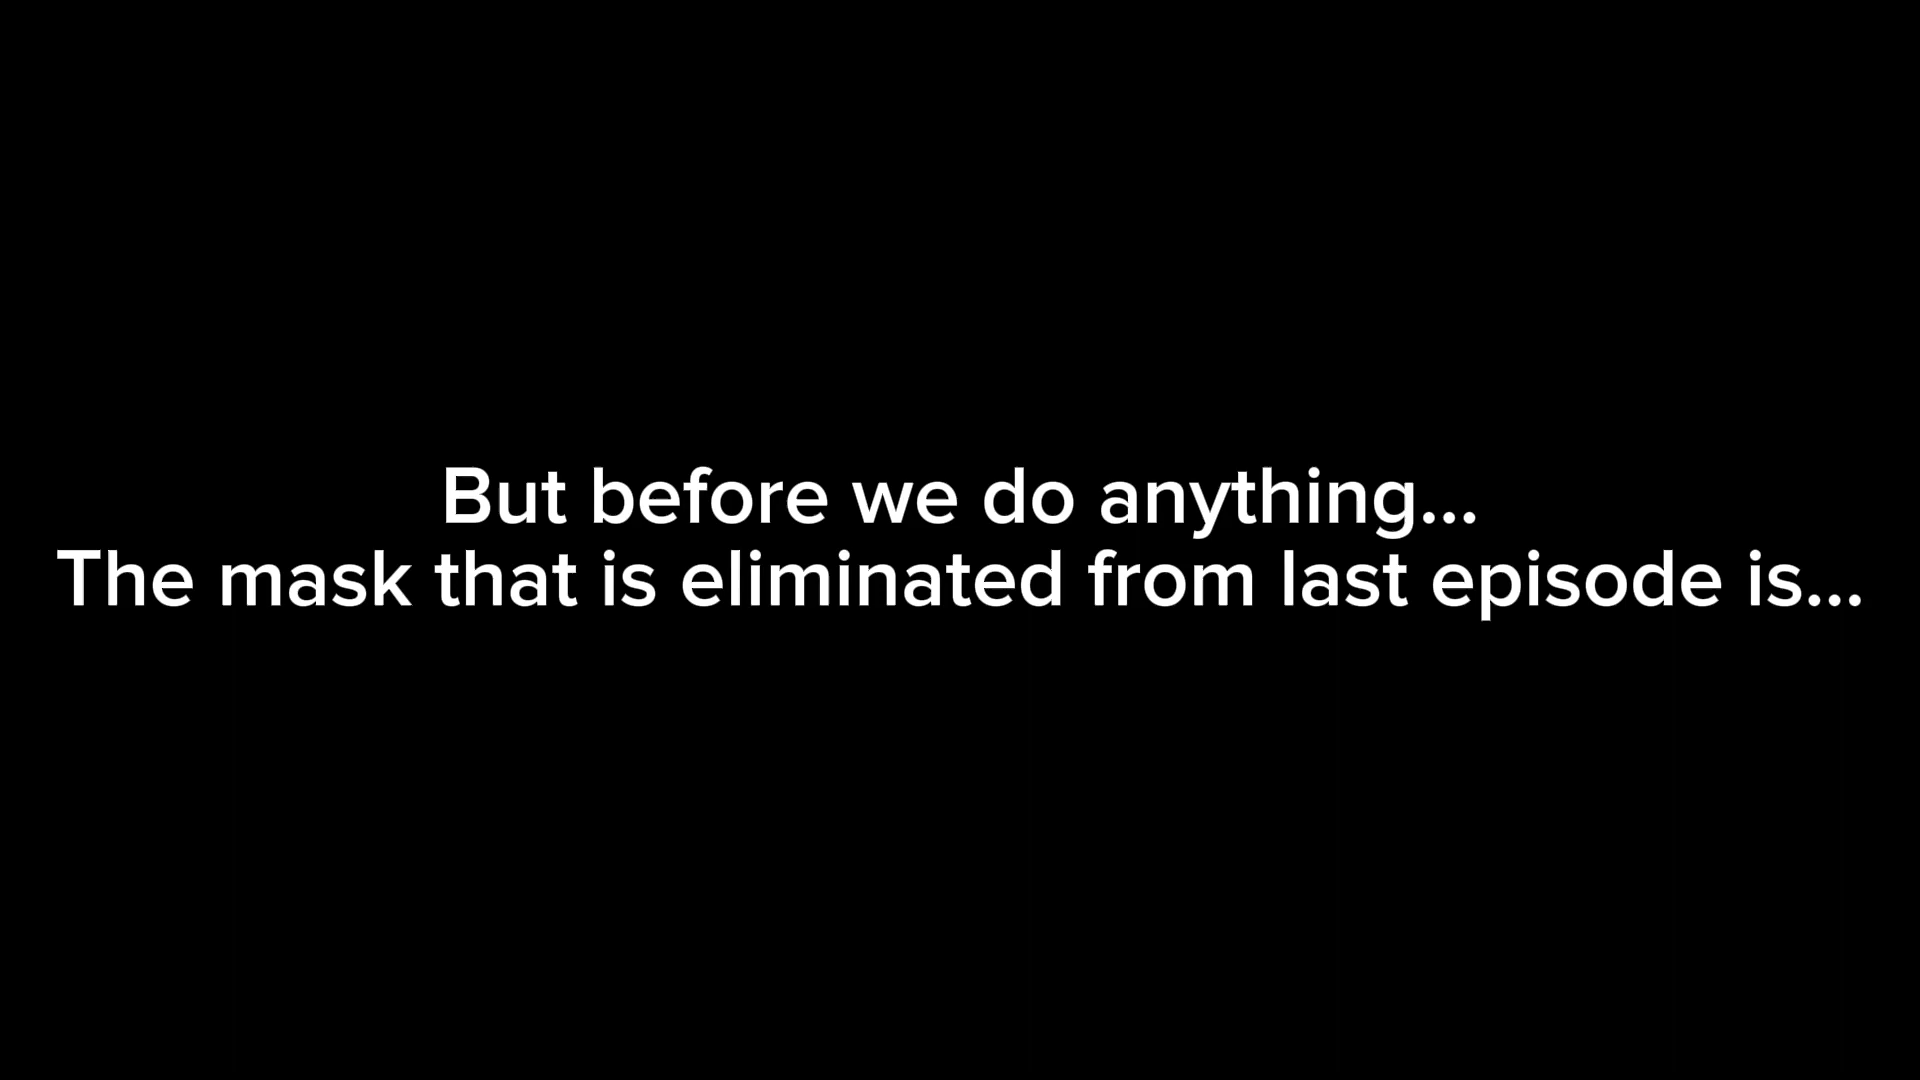 But before we do anything...
The mask that is eliminated from last episode is...